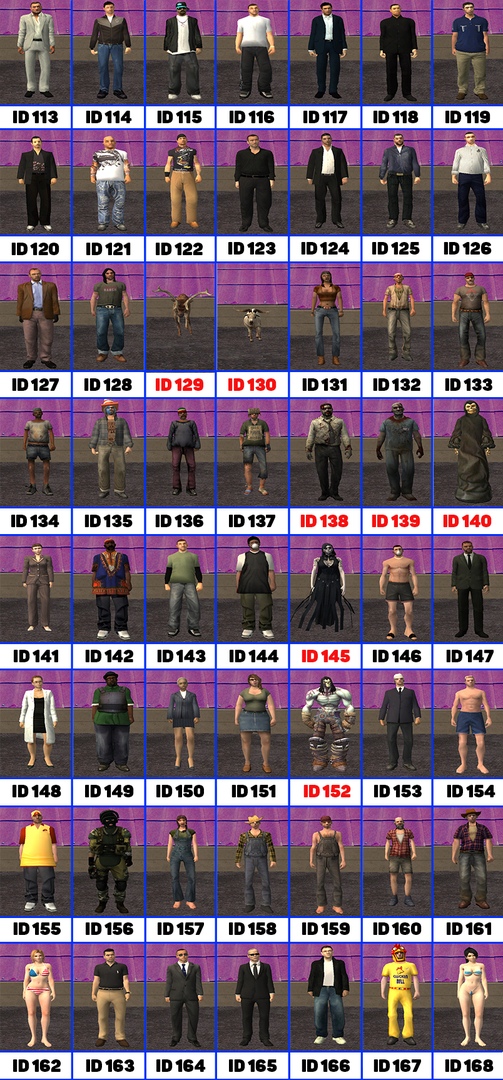 ID 113 ID 114 ID 115 ID 116 ID 117 ID 118 ID 119
ID 120 ID 121 ID 122 ID 123 ID 124 ID 125 ID 126
ID 127 ID 128 ID 129 ID 130 ID 131 ID 132 ID 133
ID 134 ID 135 ID 136 ID 137 ID 138 ID 139 ID 140
ID 141 ID 142 ID 143 ID 144 ID 145 ID 146 ID 147
ID 148 ID 149 ID 150 ID 151 ID 152 ID 153 ID 154
ID 155 ID 156 ID 157 ID 158 ID 159 ID 160 ID 161
CLUCKIN'
BELL
ID 162 ID 163 ID 164 ID 165 ID 166 ID 167 ID 168